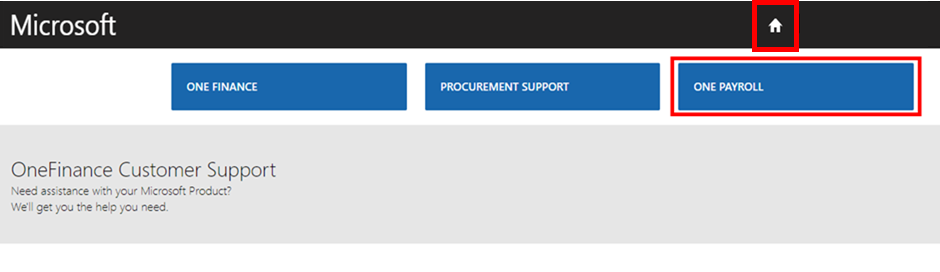 Microsoft
ONE FINANCE
PROCUREMENT SUPPORT
ONE PAYROLL
OneFinance Customer Support
Need assistance with your Microsoft Product?
We'll get you the help you need.